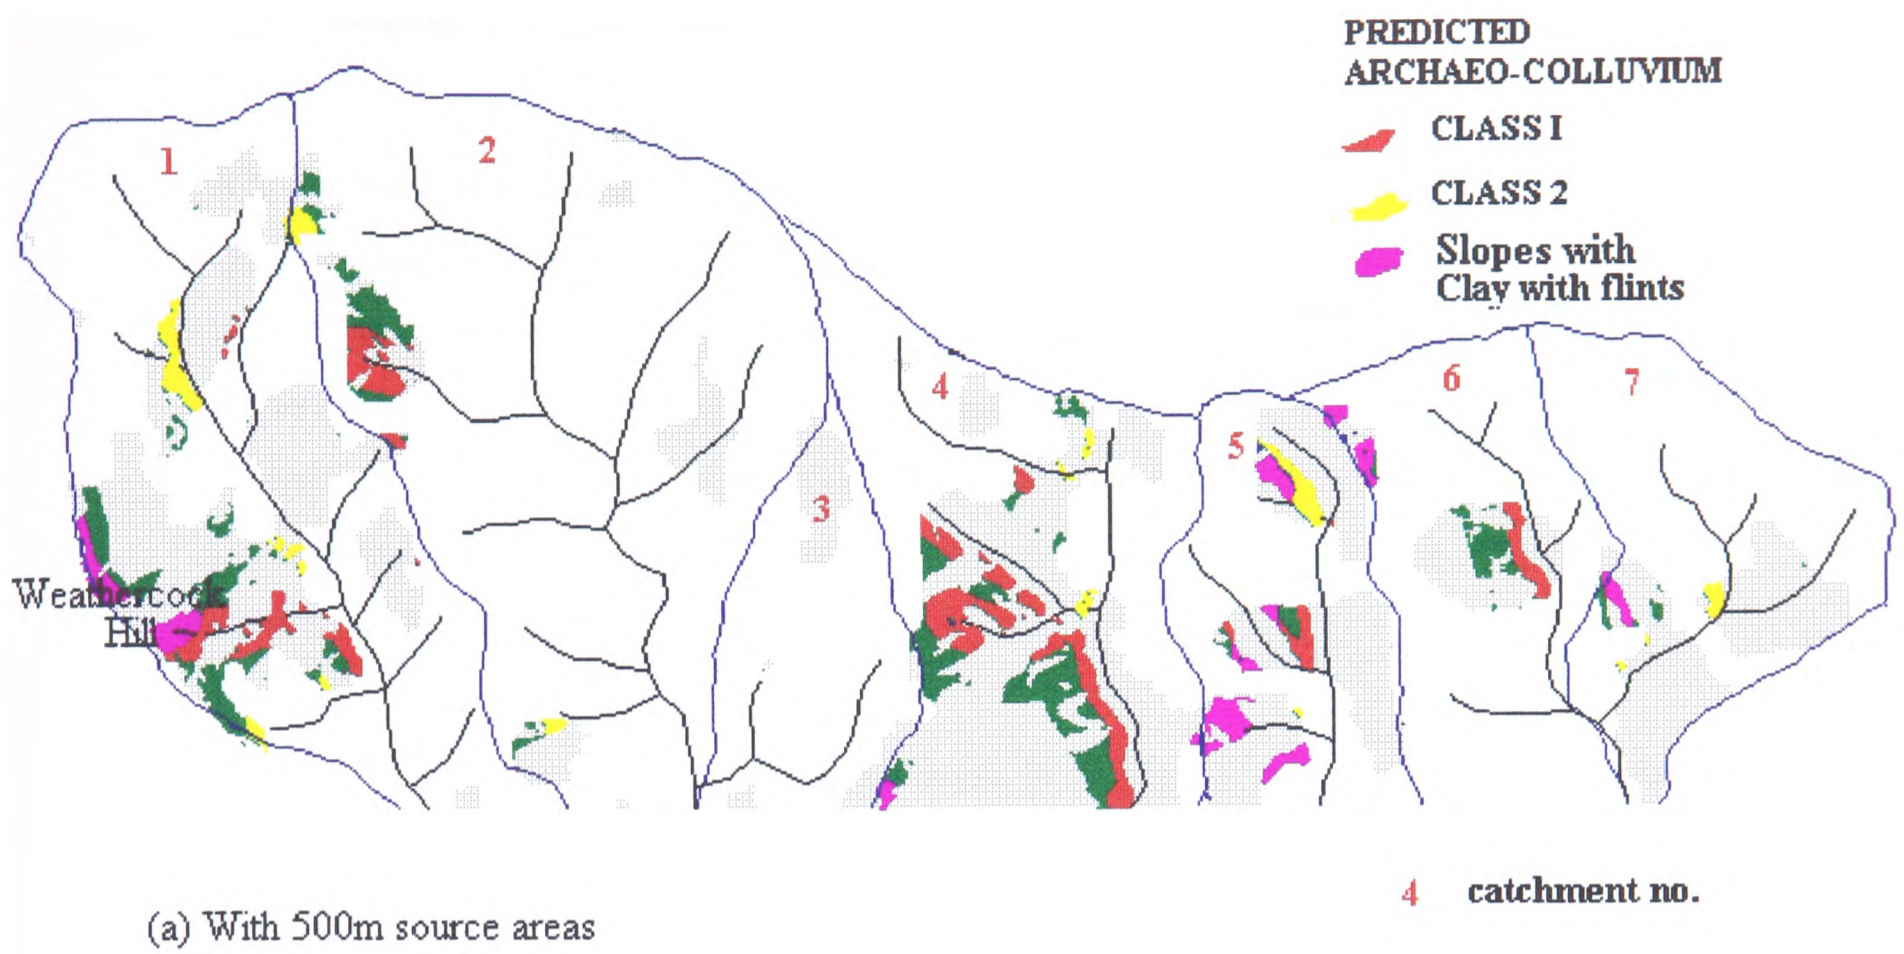 PREDICTED
ARCHAEO-COLLUVIUM
CLASS I
CLASS 2
Slopes with
Clay with flints
1
2
3
4
5
6
7
Weathercock
Hill
4 catchment no.
(a) With 500m source areas